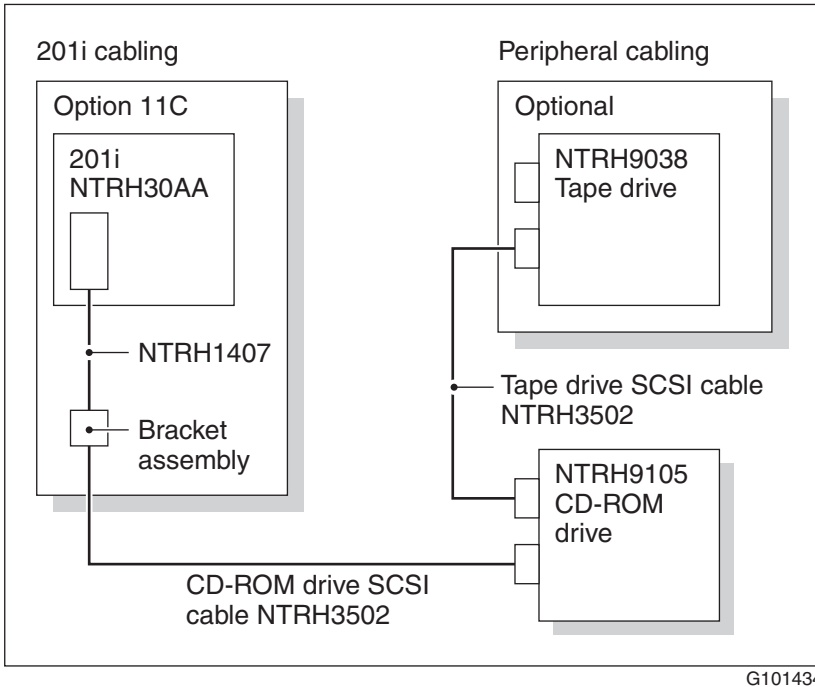 201i cabling
Peripheral cabling
Option 11C
Optional
201i
NTRH30AA
NTRH9038
Tape drive
NTRH1407
Tape drive SCSI cable
NTRH3502
Bracket
assembly
NTRH9105
CD-ROM
drive
CD-ROM drive SCSI
cable NTRH3502
G101434